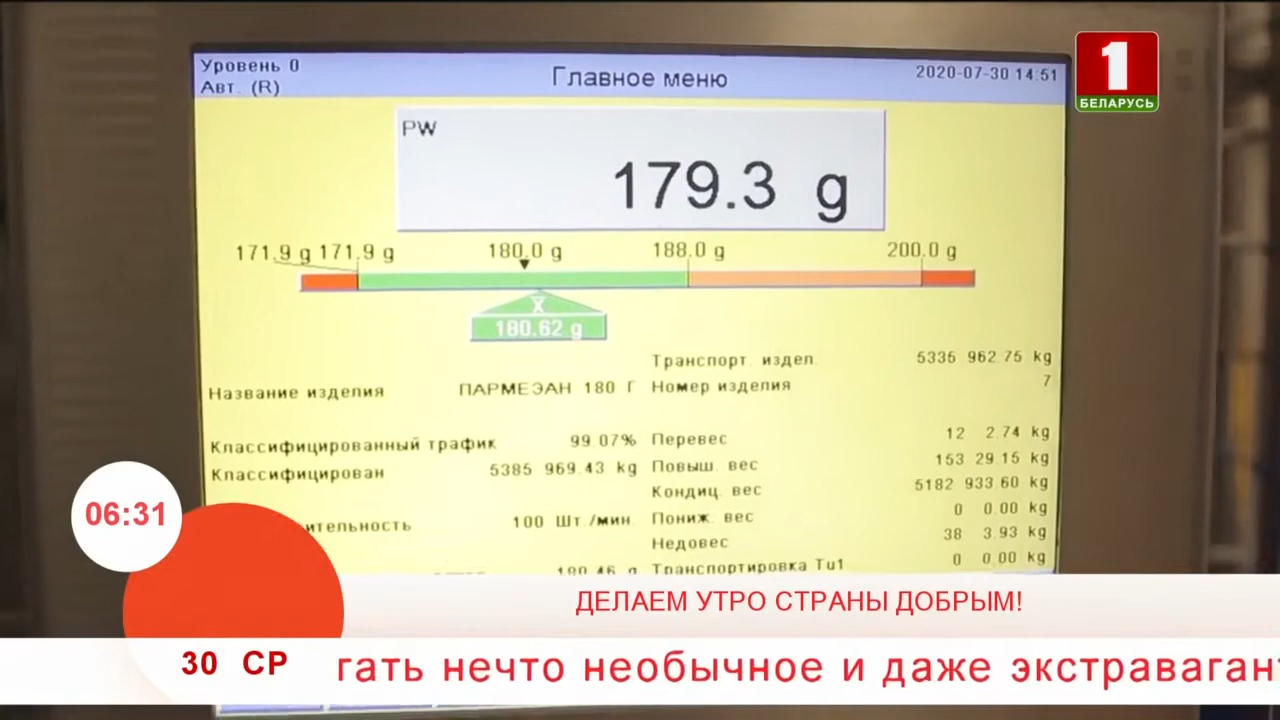 Уровень 0
Авт. (R)
Главное меню
2020-07-30 14:51
1
БЕЛАРУСЬ
PW
179.3 g
171.9 g 171.9 g 180.0 g 188.0 g 200.0 g
X
180.62 g
Транспорт. издел. 5335 962.75 kg
Название изделия ПАРМЕЗАН 180 Г Номер изделия 7
Классифицированный трафик 99.07% Перевес 12 2.74 kg
Классифицирован 5385 969.43 kg Повыш. вес 153 29.15 kg
Кондиц. вес 5182 933.60 kg
ительность 100 Шт./мин. Пониж. вес 0 0.00 kg
Недовес 38 3.93 kg
180.46 g Транспортировка Tu1 0 0.00 kg
06:31
ДЕЛАЕМ УТРО СТРАНЫ ДОБРЫМ!
30 СР
гать нечто необычное и даже экстраваган